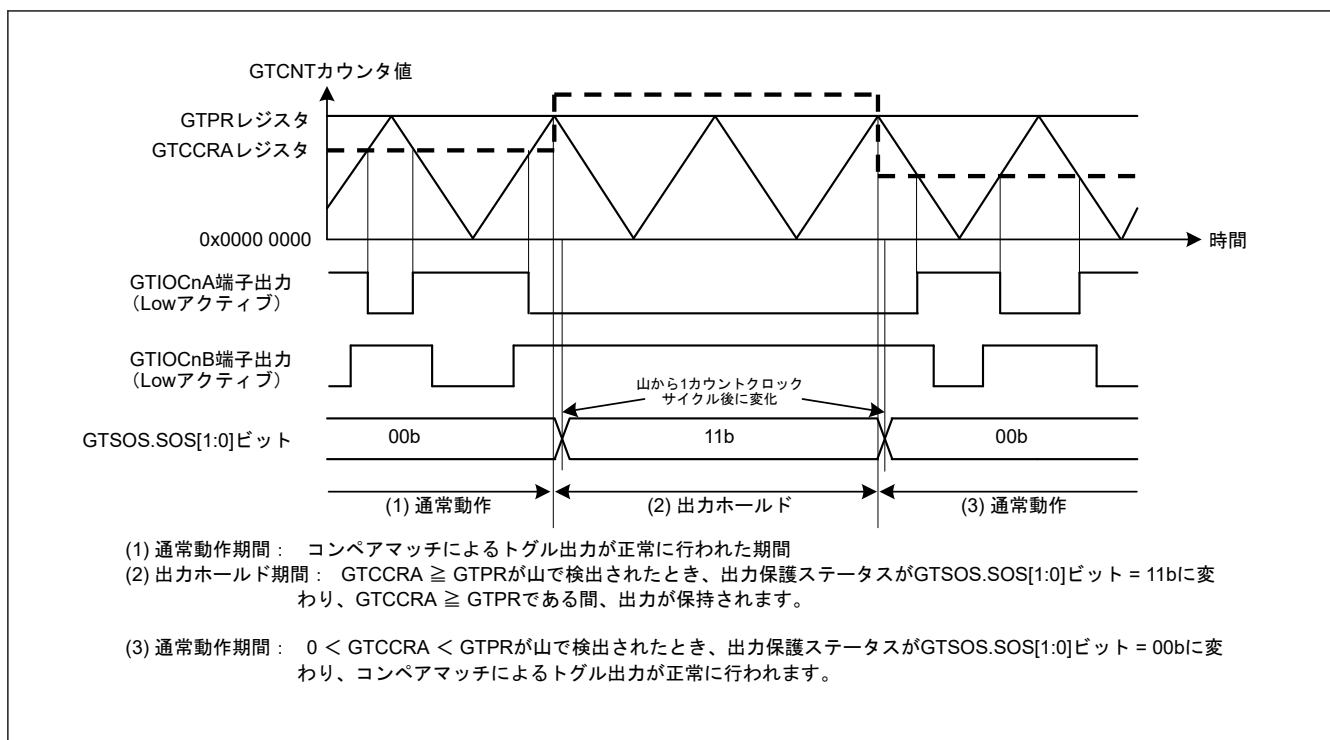 GTCNTカウンタ値
GTPRレジスタ
GTCCRAレジスタ
0x0000 0000
時間
GTIOCnA端子出力
（Lowアクティブ）
GTIOCnB端子出力
（Lowアクティブ）
山から1カウントクロック
サイクル後に変化
GTSOS.SOS[1:0]ビット
00b
11b
00b
(1) 通常動作
(2) 出力ホールド
(3) 通常動作
(1) 通常動作期間： コンペアマッチによるトグル出力が正常に行われた期間
(2) 出力ホールド期間： GTCCRA ≧ GTPRが山で検出されたとき、出力保護ステータスがGTSOS.SOS[1:0]ビット = 11bに変
わり、GTCCRA ≧ GTPRである間、出力が保持されます。
(3) 通常動作期間： 0 ＜ GTCCRA ＜ GTPRが山で検出されたとき、出力保護ステータスがGTSOS.SOS[1:0]ビット = 00bに変
わり、コンペアマッチによるトグル出力が正常に行われます。